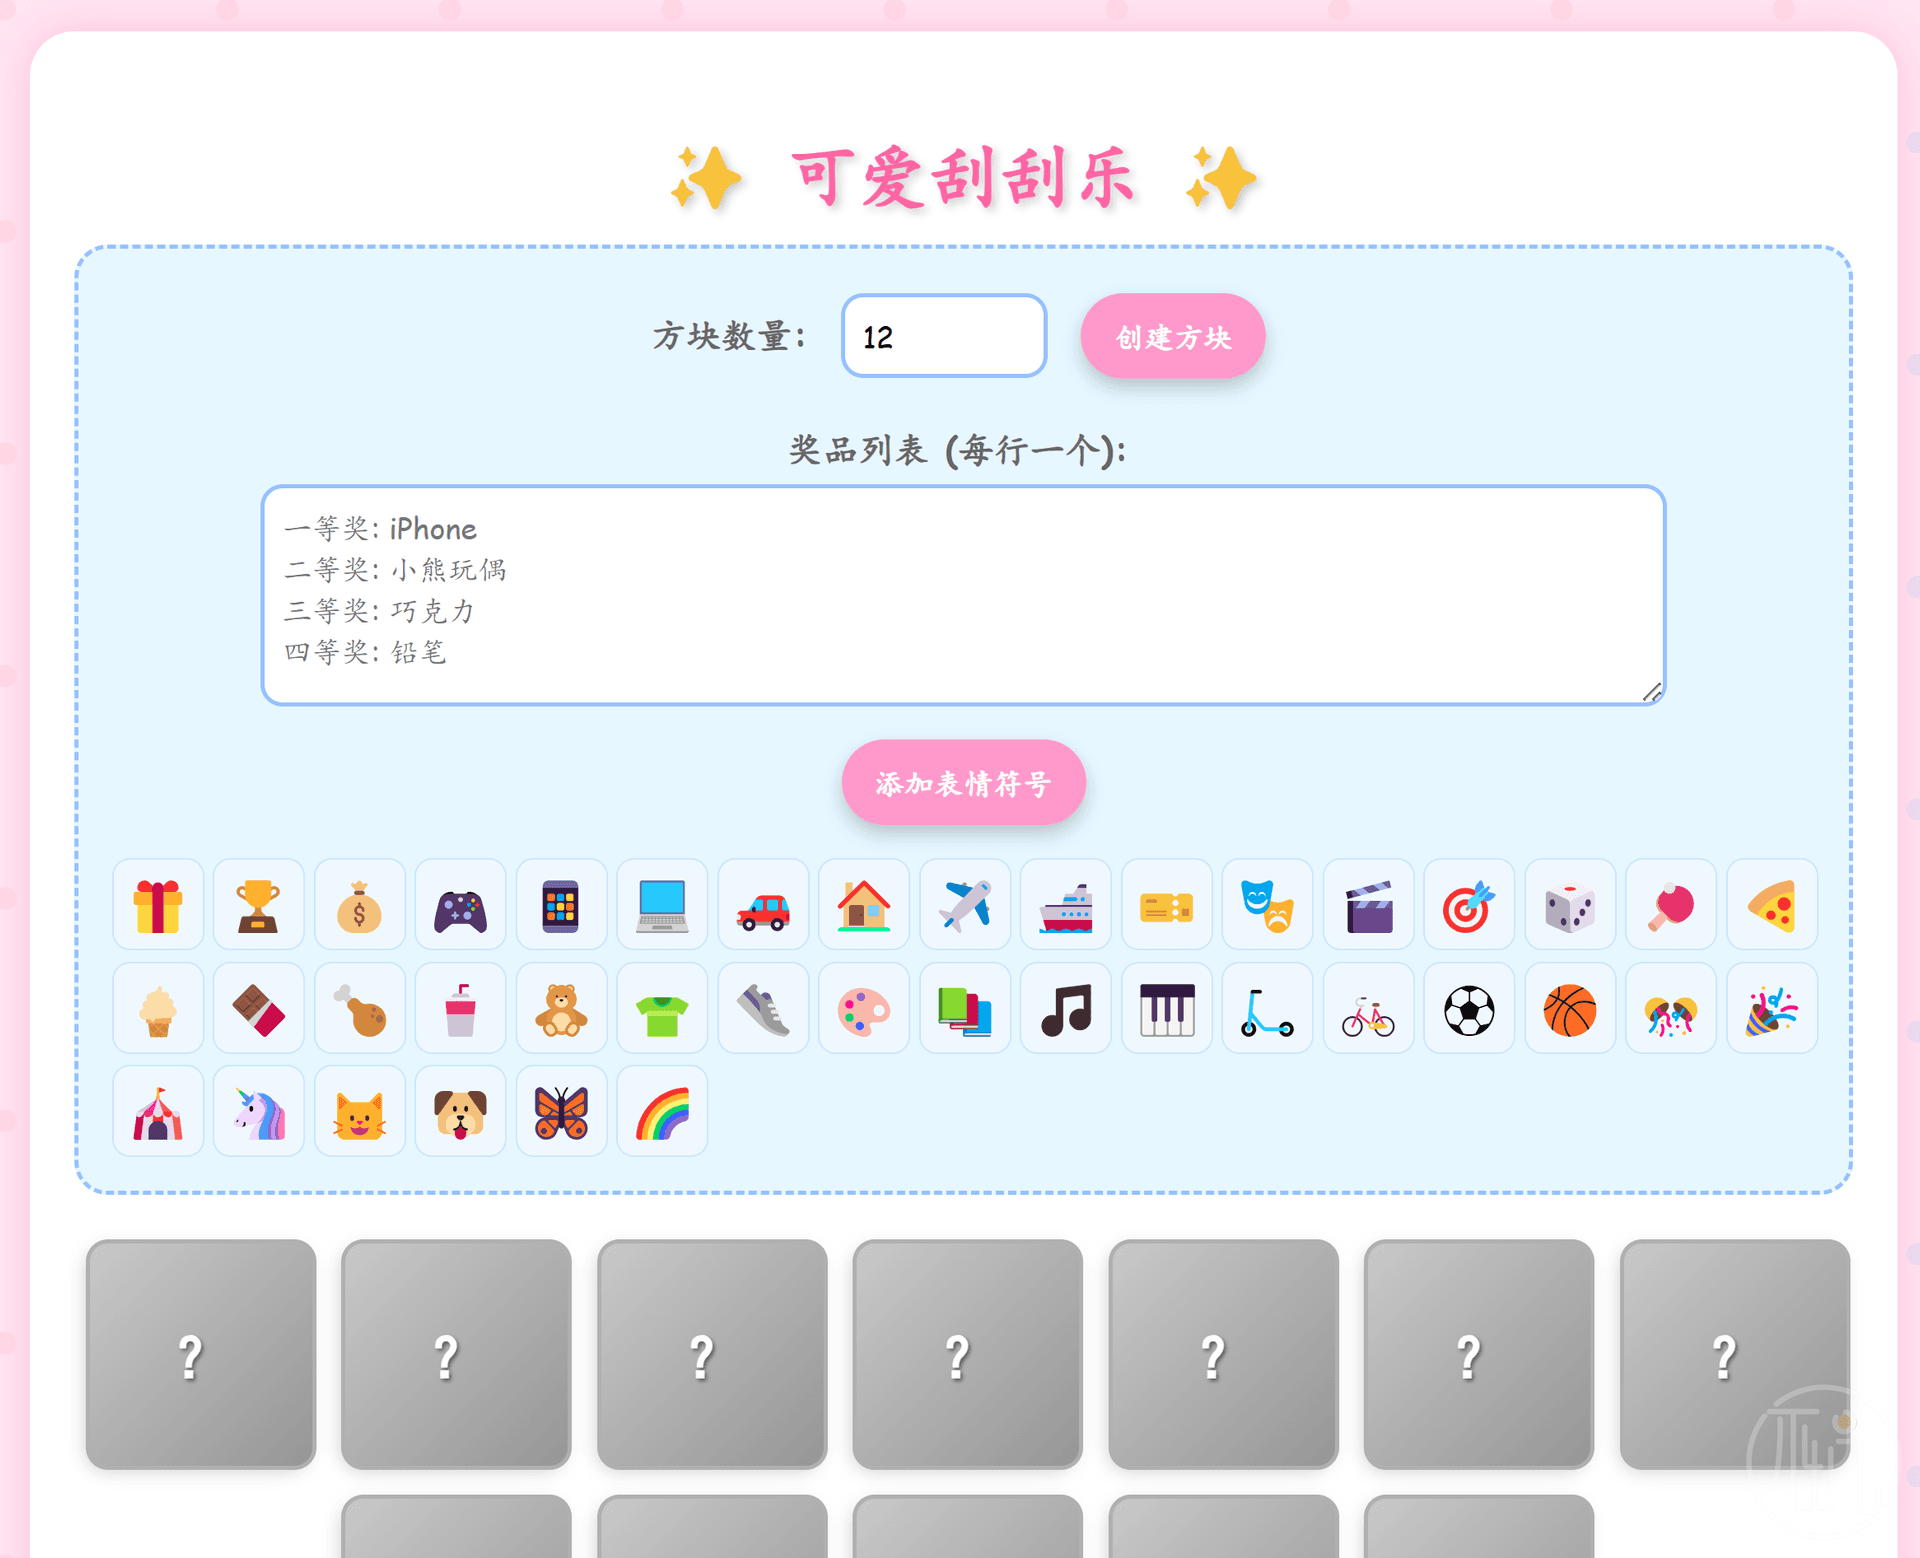 可爱刮刮乐
方块数量: 12 创建方块
奖品列表 (每行一个):
一等奖: iPhone
二等奖: 小熊玩偶
三等奖: 巧克力
四等奖: 铅笔
添加表情符号
? ? ? ? ? ? ?